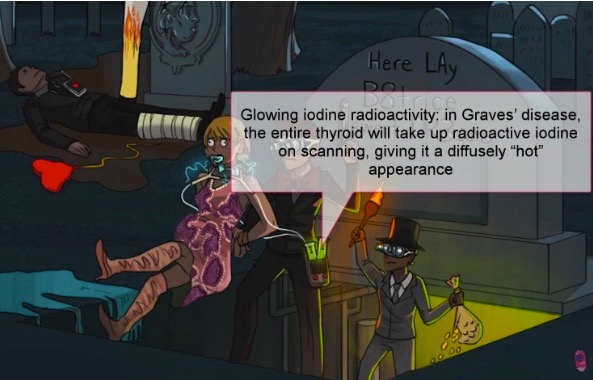 Here LAy
B8trice
Glowing iodine radioactivity: in Graves’ disease,
the entire thyroid will take up radioactive iodine
on scanning, giving it a diffusely “hot”
appearance